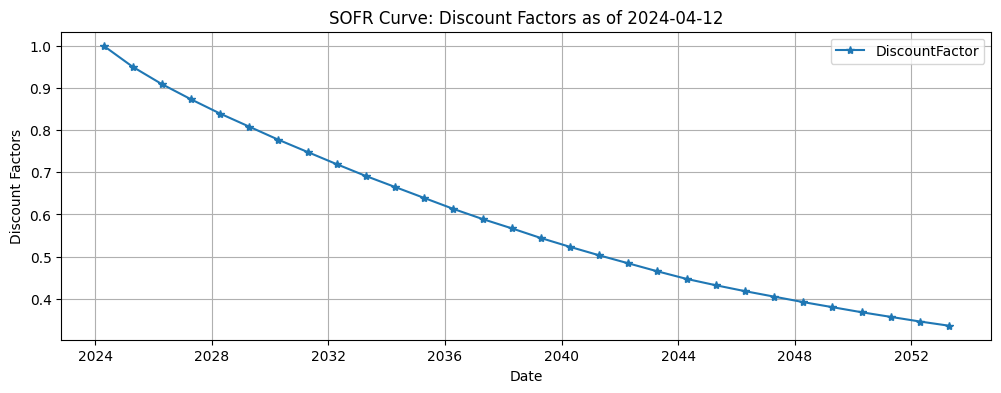 SOFR Curve: Discount Factors as of 2024-04-12
DiscountFactor
Discount Factors
1.0
0.9
0.8
0.7
0.6
0.5
0.4
2024 2028 2032 2036 2040 2044 2048 2052
Date